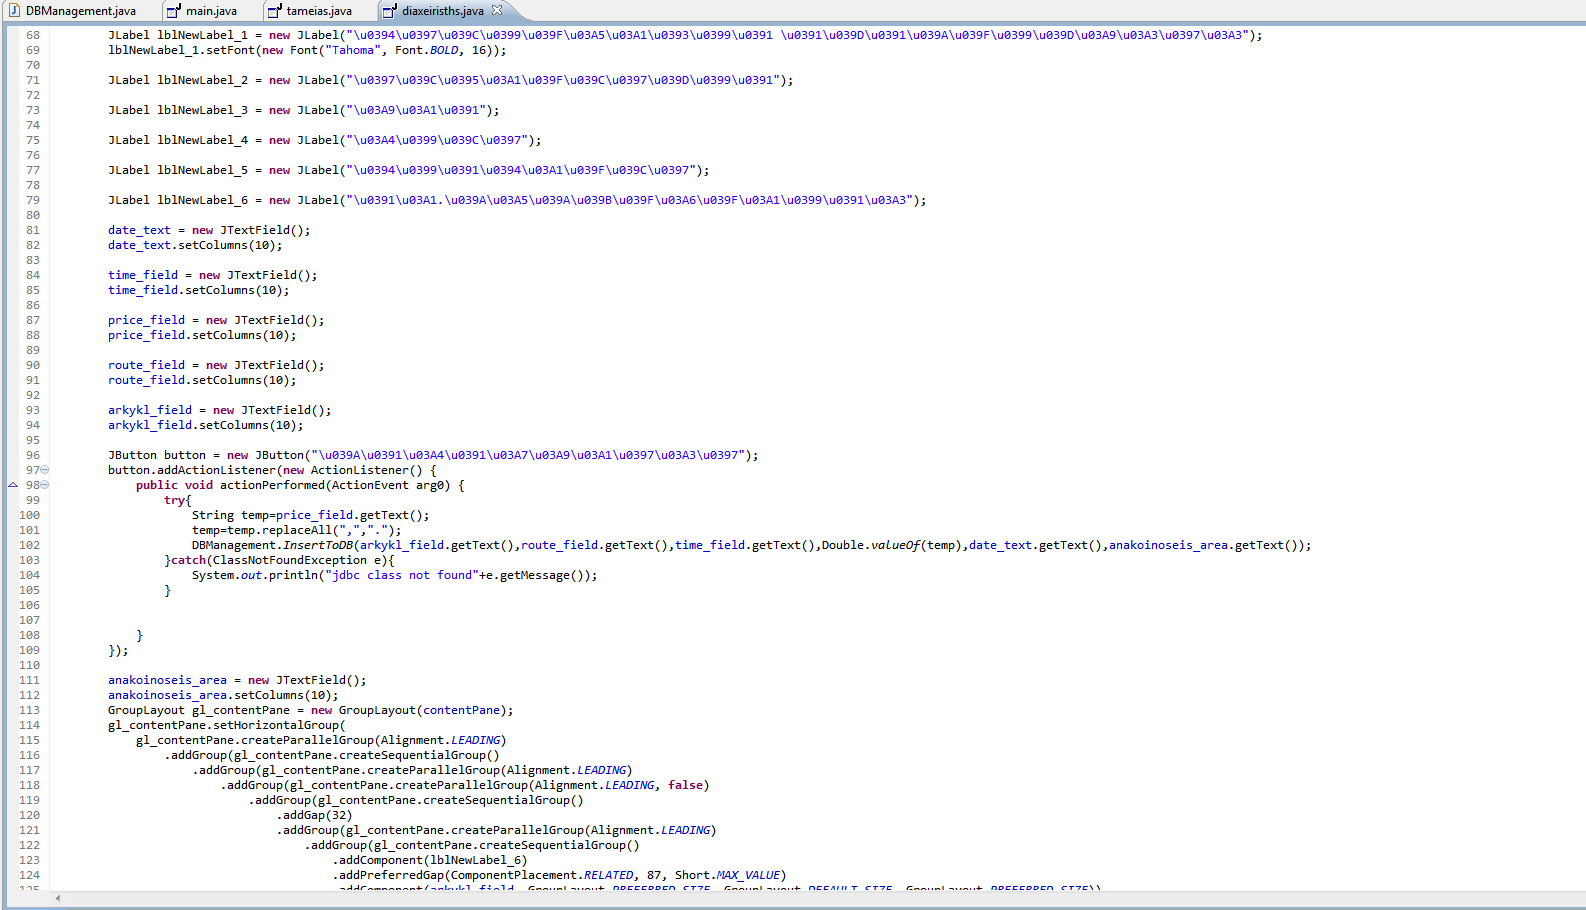 DBManagement.java main.java tameias.java diaxeirisths.java
68 JLabel lblNewLabel_1 = new JLabel("\u0394\u0397\u039C\u0399\u039F\u03A5\u03A1\u0393\u0399\u0391 \u0391\u039D\u0391\u039A\u039F\u0399\u039D\u03A9\u03A3\u0397\u03A3");
69 lblNewLabel_1.setFont(new Font("Tahoma", Font.BOLD, 16));
70
71 JLabel lblNewLabel_2 = new JLabel("\u0397\u039C\u0395\u03A1\u039F\u039C\u0397\u039D\u0399\u0391");
72
73 JLabel lblNewLabel_3 = new JLabel("\u03A9\u03A1\u0391");
74
75 JLabel lblNewLabel_4 = new JLabel("\u03A4\u0399\u039C\u0397");
76
77 JLabel lblNewLabel_5 = new JLabel("\u0394\u0399\u0391\u0394\u03A1\u039F\u039C\u0397");
78
79 JLabel lblNewLabel_6 = new JLabel("\u0391\u03A1.\u039A\u03A5\u039A\u039B\u039F\u03A6\u039F\u03A1\u0399\u0391\u03A3");
80
81 date_text = new JTextField();
82 date_text.setColumns(10);
83
84 time_field = new JTextField();
85 time_field.setColumns(10);
86
87 price_field = new JTextField();
88 price_field.setColumns(10);
89
90 route_field = new JTextField();
91 route_field.setColumns(10);
92
93 arkykl_field = new JTextField();
94 arkykl_field.setColumns(10);
95
96 JButton button = new JButton("\u039A\u0391\u03A4\u0391\u03A7\u03A9\u03A1\u0397\u03A3\u0397");
97 button.addActionListener(new ActionListener() {
98 public void actionPerformed(ActionEvent arg0) {
99 try{
100 String temp=price_field.getText();
101 temp=temp.replaceAll(",",".");
102 DBManagement.InsertToDB(arkykl_field.getText(),route_field.getText(),time_field.getText(),Double.valueOf(temp),date_text.getText(),anakoinoseis_area.getText());
103 }catch(ClassNotFoundException e){
104 System.out.println("jdbc class not found"+e.getMessage());
105 }
106
107
108 }
109 });
110
111 anakoinoseis_area = new JTextField();
112 anakoinoseis_area.setColumns(10);
113 GroupLayout gl_contentPane = new GroupLayout(contentPane);
114 gl_contentPane.setHorizontalGroup(
115 gl_contentPane.createParallelGroup(Alignment.LEADING)
116 .addGroup(gl_contentPane.createSequentialGroup()
117 .addGroup(gl_contentPane.createParallelGroup(Alignment.LEADING)
118 .addGroup(gl_contentPane.createParallelGroup(Alignment.LEADING, false)
119 .addGroup(gl_contentPane.createSequentialGroup()
120 .addGap(32)
121 .addGroup(gl_contentPane.createParallelGroup(Alignment.LEADING)
122 .addGroup(gl_contentPane.createSequentialGroup()
123 .addComponent(lblNewLabel_6)
124 .addPreferredGap(ComponentPlacement.RELATED, 87, Short.MAX_VALUE)
125 .addComponent(arkykl_field, GroupLayout.PREFERRED_SIZE, GroupLayout.DEFAULT_SIZE, GroupLayout.PREFERRED_SIZE))